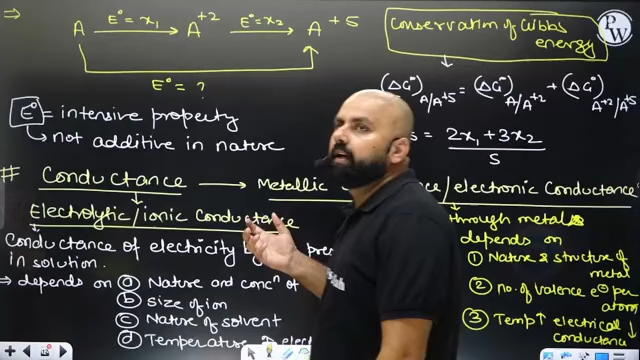 ⇒ A E° = x₁ → A⁺² E° = x₂ → A⁺⁵
E° = ?
Conservation of Gibbs energy
PW
(ΔG°)A/A⁺⁵ = (ΔG°)A/A⁺² + (ΔG°)A⁺²/A⁺⁵
= 2x₁ + 3x₂ / 5
E° = intensive property
↳ not additive in nature
# Conductance → Metallic /electronic Conductance
Electrolytic/ionic Conductance
Conductance of electricity by
in solution.
⇒ depends on ⓐ Nature and concⁿ of
ⓑ size of ion
ⓒ Nature of solvent
ⓓ Temperature
through metals
depends on
① Nature & structure of metal
② no. of valence e⊖ per atom
③ Temp↑ electrical conductance ↓